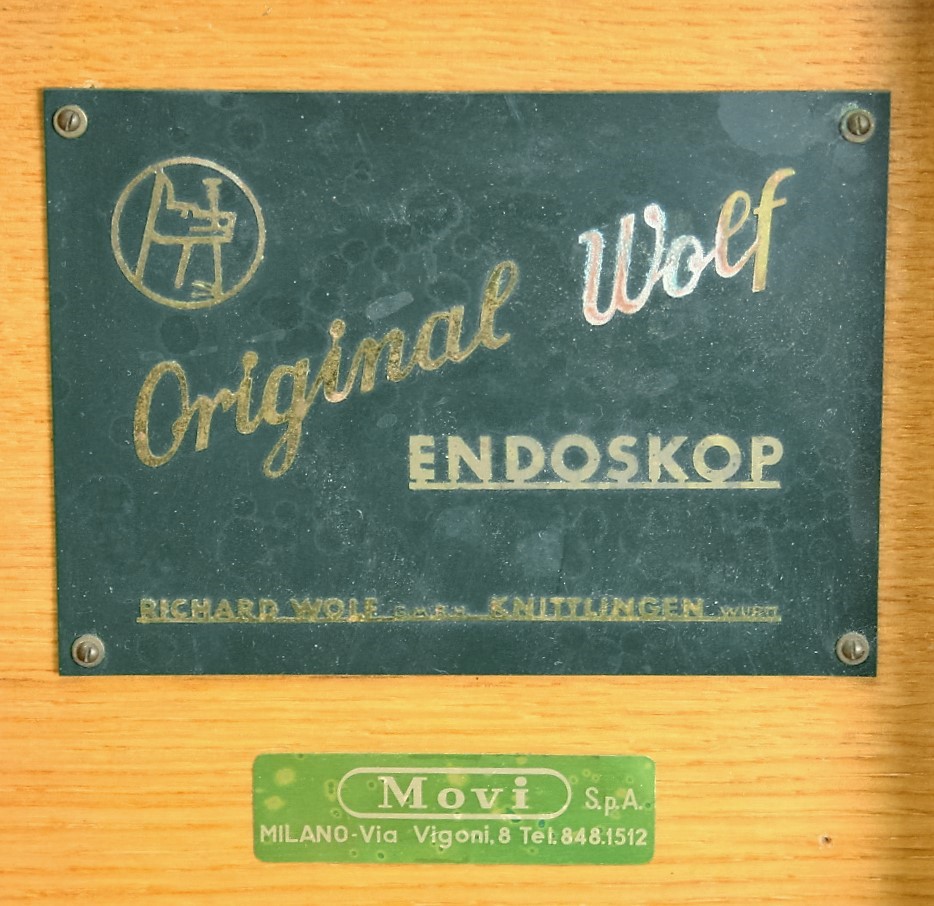 Original Wolf
ENDOSKOP
RICHARD WOLF G.M.B.H. KNITTLINGEN WÜRTT.
Movi S.p.A.
MILANO-Via Vigoni, 8 Tel. 848.1512